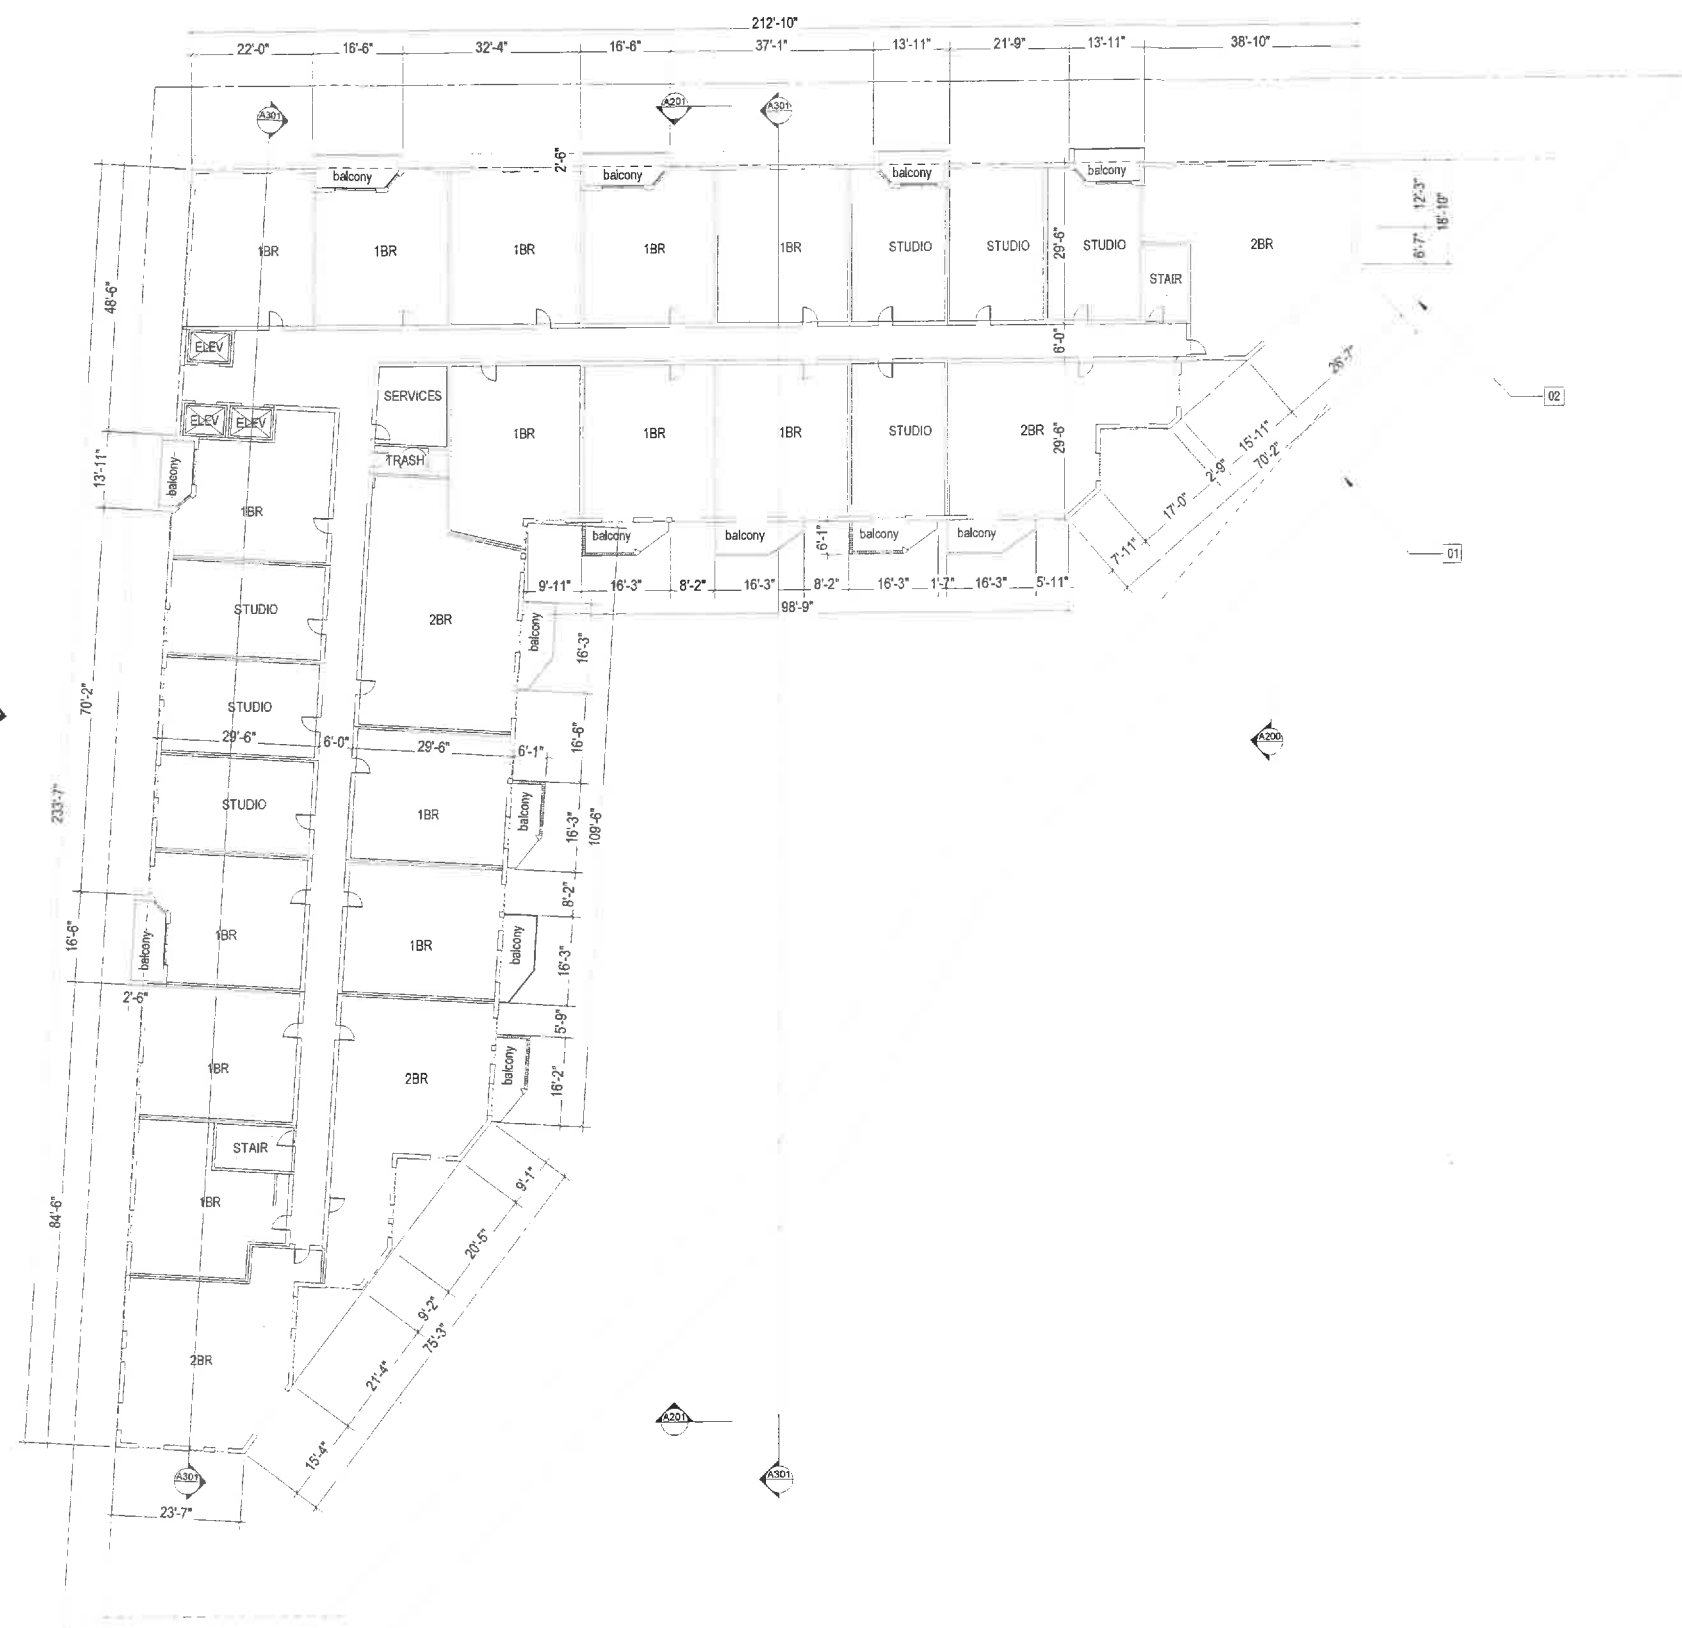 212'-10"
22'-0" 16'-6" 32'-4" 16'-6" 37'-1" 13'-11" 21'-9" 13'-11" 38'-10"
A301 A201 A301
2'-6"
balcony balcony balcony balcony
12'-3"
18'-10"
6'-7"
1BR 1BR 1BR 1BR 1BR STUDIO STUDIO 29'-6" STUDIO 2BR
STAIR
48'-6"
ELEV
6'-0"
26'-7"
SERVICES
02
ELEV ELEV
1BR 1BR 1BR STUDIO 2BR 29'-6"
15'-11"
70'-2"
2'-9"
17'-0"
7'-11"
TRASH
13'-11"
balcony
1BR
balcony balcony 6'-1" balcony balcony
01
9'-11" 16'-3" 8'-2" 16'-3" 8'-2" 16'-3" 1'-7" 16'-3" 5'-11"
98'-9"
STUDIO
2BR
balcony
16'-3"
70'-2"
STUDIO
29'-6" 6'-0" 29'-6" 6'-1"
16'-6"
A200
233'-7"
STUDIO
1BR
balcony
16'-3"
109'-6"
8'-2"
16'-6"
balcony
1BR
1BR
balcony
16'-3"
2'-6"
5'-9"
1BR
2BR
balcony
16'-2"
STAIR
84'-6"
1BR
9'-1"
20'-5"
9'-2"
75'-3"
21'-4"
15'-4"
2BR
A201
A301
A301
23'-7"